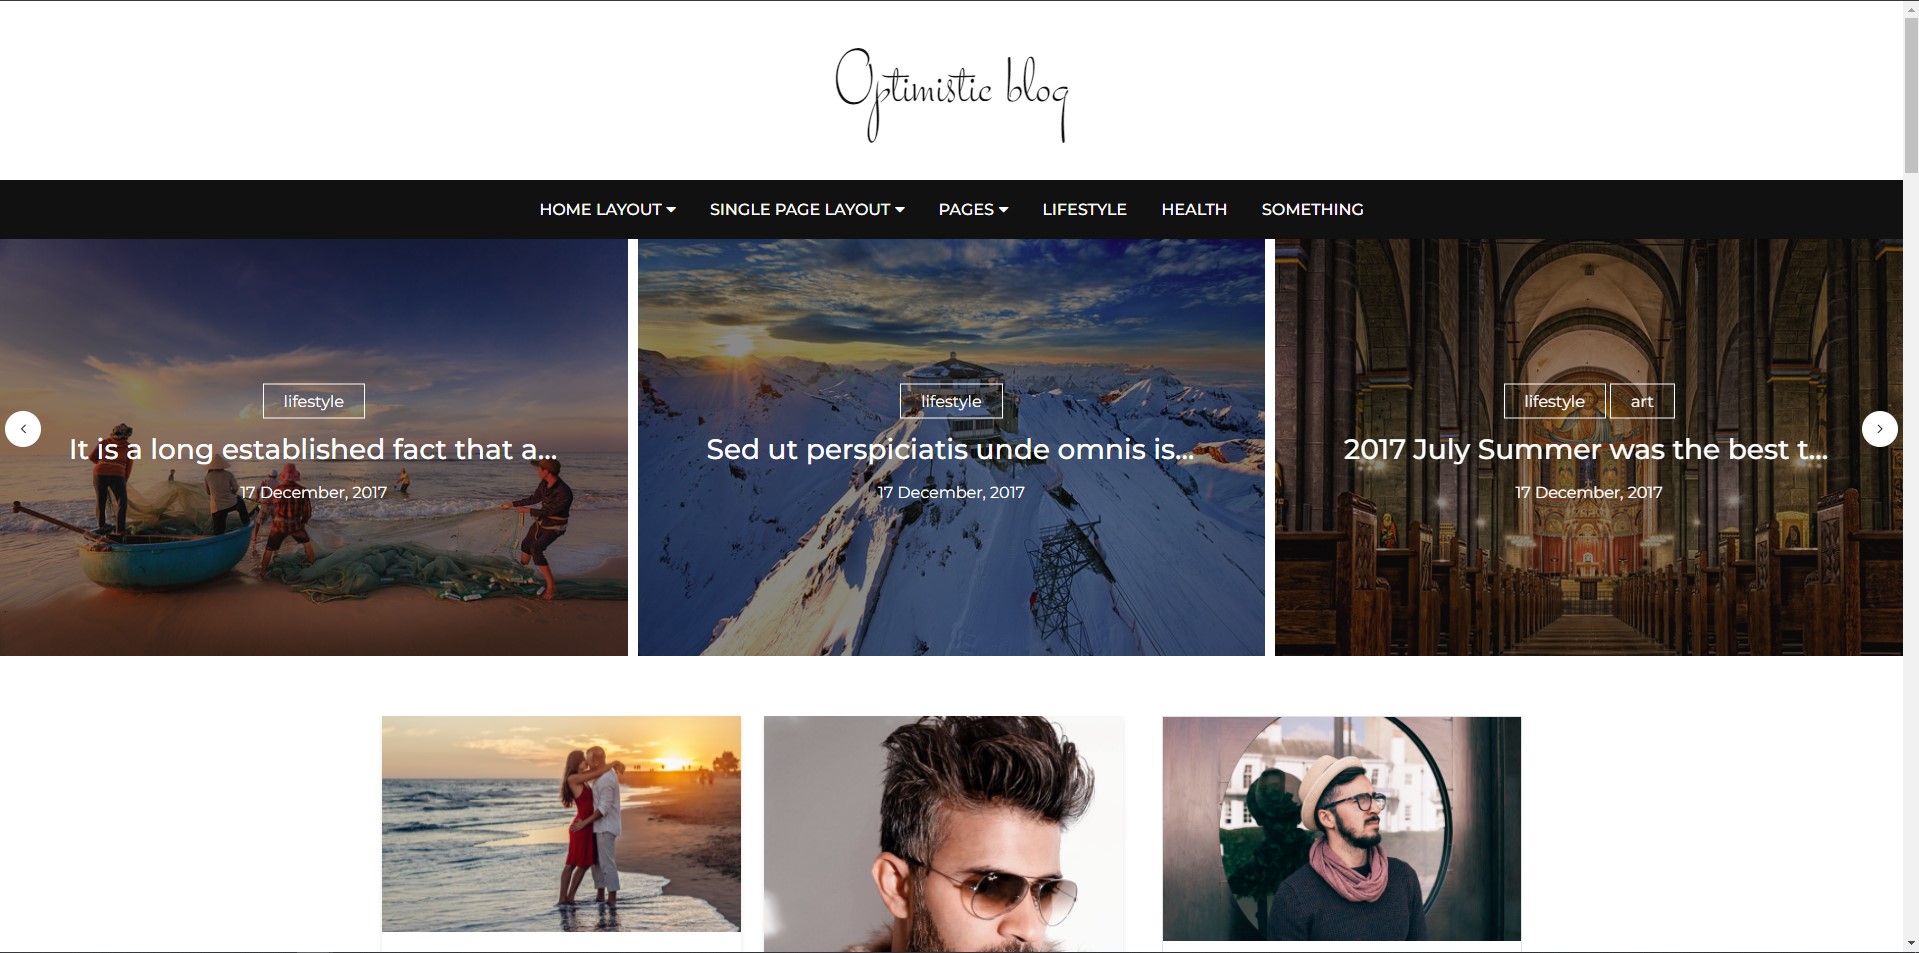 Optimistic blog
HOME LAYOUT SINGLE PAGE LAYOUT PAGES LIFESTYLE HEALTH SOMETHING
lifestyle
It is a long established fact that a...
17 December, 2017
lifestyle
Sed ut perspiciatis unde omnis is...
17 December, 2017
lifestyle art
2017 July Summer was the best t...
17 December, 2017